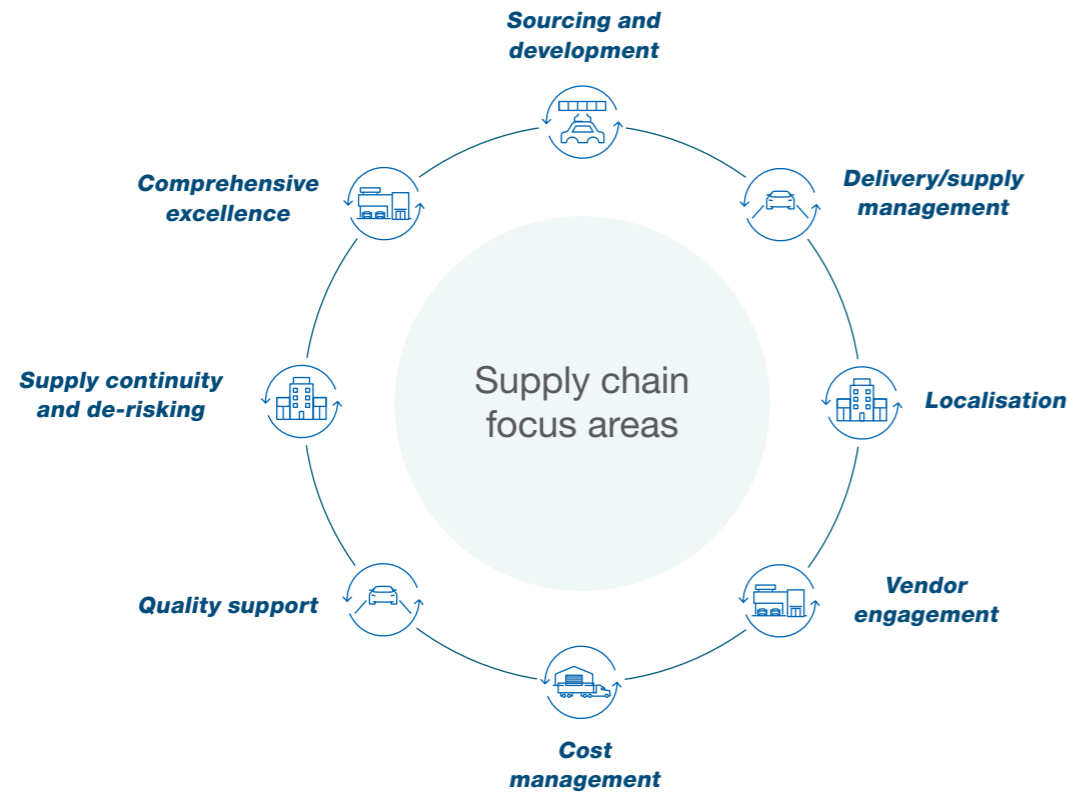 Sourcing and
development
Comprehensive
excellence
Delivery/supply
management
Supply chain
focus areas
Supply continuity
and de-risking
Localisation
Quality support
Vendor
engagement
Cost
management